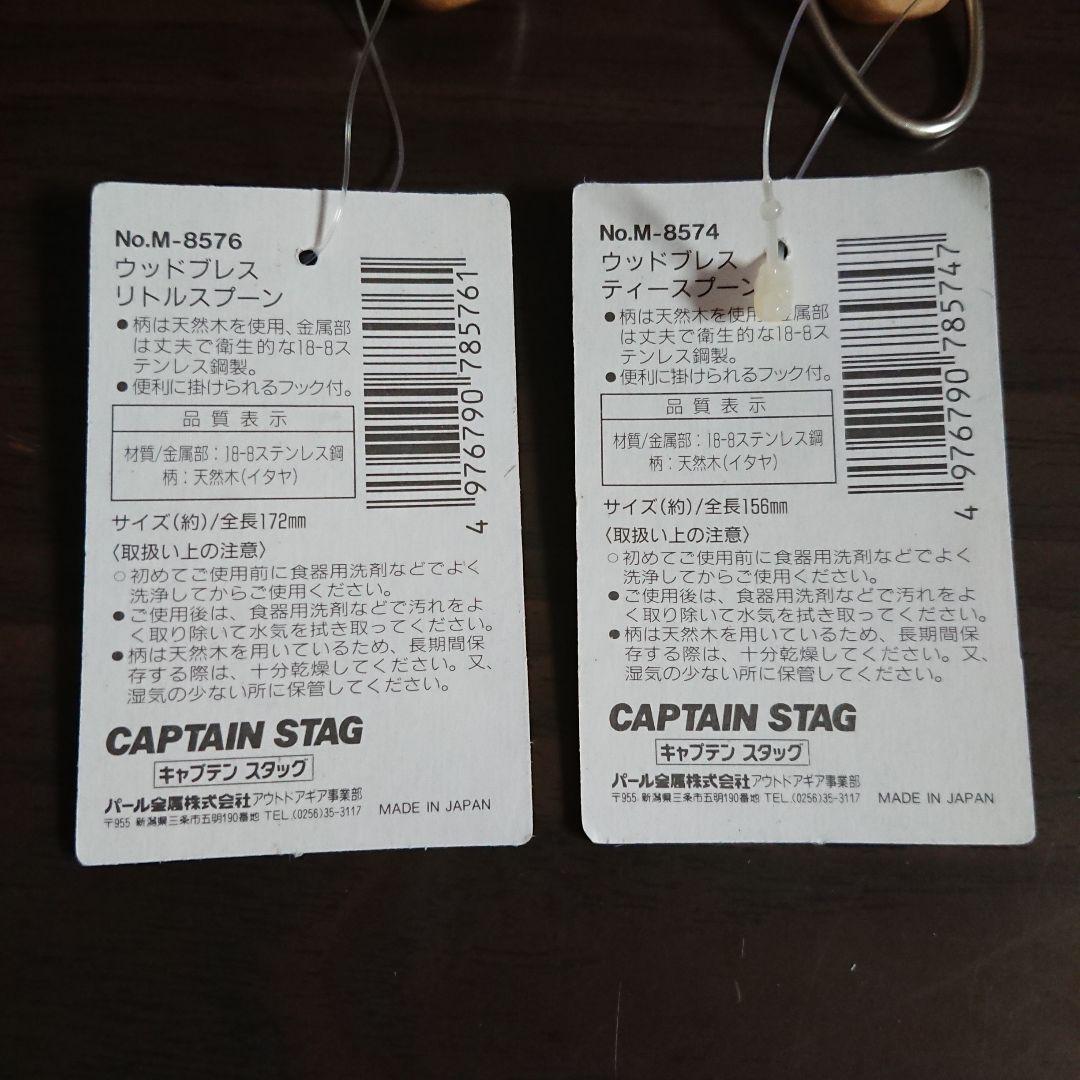 No.M-8576
ウッドブレス
リトルスプーン
●柄は天然木を使用、金属部
は丈夫で衛生的な18-8ス
テンレス鋼製。
●便利に掛けられるフック付。
品質表示
材質/金属部：18-8ステンレス鋼
柄：天然木(イタヤ)
4 976790 785761
サイズ(約)/全長172mm
〈取扱い上の注意〉
○初めてご使用前に食器用洗剤などでよく
洗浄してからご使用ください。
●ご使用後は、食器用洗剤などで汚れをよ
く取り除いて水気を拭き取ってください。
●柄は天然木を用いているため、長期間保
存する際は、十分乾燥してください。又、
湿気の少ない所に保管してください。
CAPTAIN STAG
キャプテン スタッグ
パール金属株式会社アウトドアギア事業部
〒955 新潟県三条市五明190番地 TEL.(0256)35-3117
MADE IN JAPAN
No.M-8574
ウッドブレス
ティースプーン
●柄は天然木を使用、金属部
は丈夫で衛生的な18-8ス
テンレス鋼製。
●便利に掛けられるフック付。
品質表示
材質/金属部：18-8ステンレス鋼
柄：天然木(イタヤ)
4 976790 785747
サイズ(約)/全長156mm
〈取扱い上の注意〉
○初めてご使用前に食器用洗剤などでよく
洗浄してからご使用ください。
●ご使用後は、食器用洗剤などで汚れをよ
く取り除いて水気を拭き取ってください。
●柄は天然木を用いているため、長期間保
存する際は、十分乾燥してください。又、
湿気の少ない所に保管してください。
CAPTAIN STAG
キャプテン スタッグ
パール金属株式会社アウトドアギア事業部
〒955 新潟県三条市五明190番地 TEL.(0256)35-3117
MADE IN JAPAN